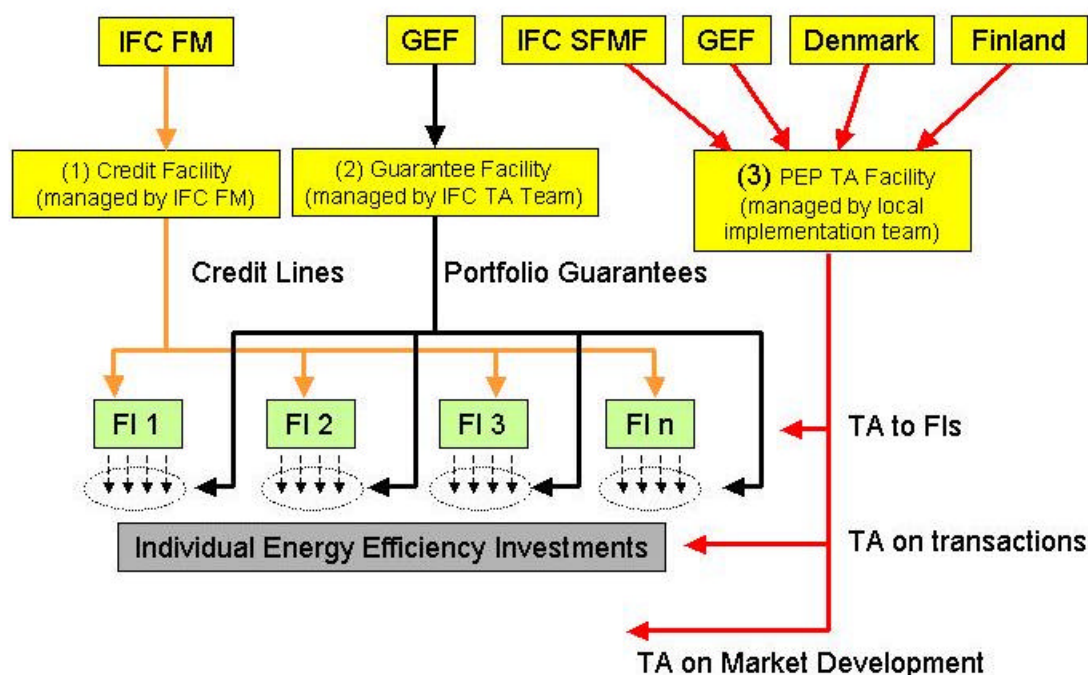 IFC FM
GEF
IFC SFMF
GEF
Denmark
Finland
(1) Credit Facility
(managed by IFC FM)
(2) Guarantee Facility
(managed by IFC TA Team)
(3) PEP TA Facility
(managed by local
implementation team)
Credit Lines
Portfolio Guarantees
FI 1
FI 2
FI 3
FI n
TA to FIs
Individual Energy Efficiency Investments
TA on transactions
TA on Market Development